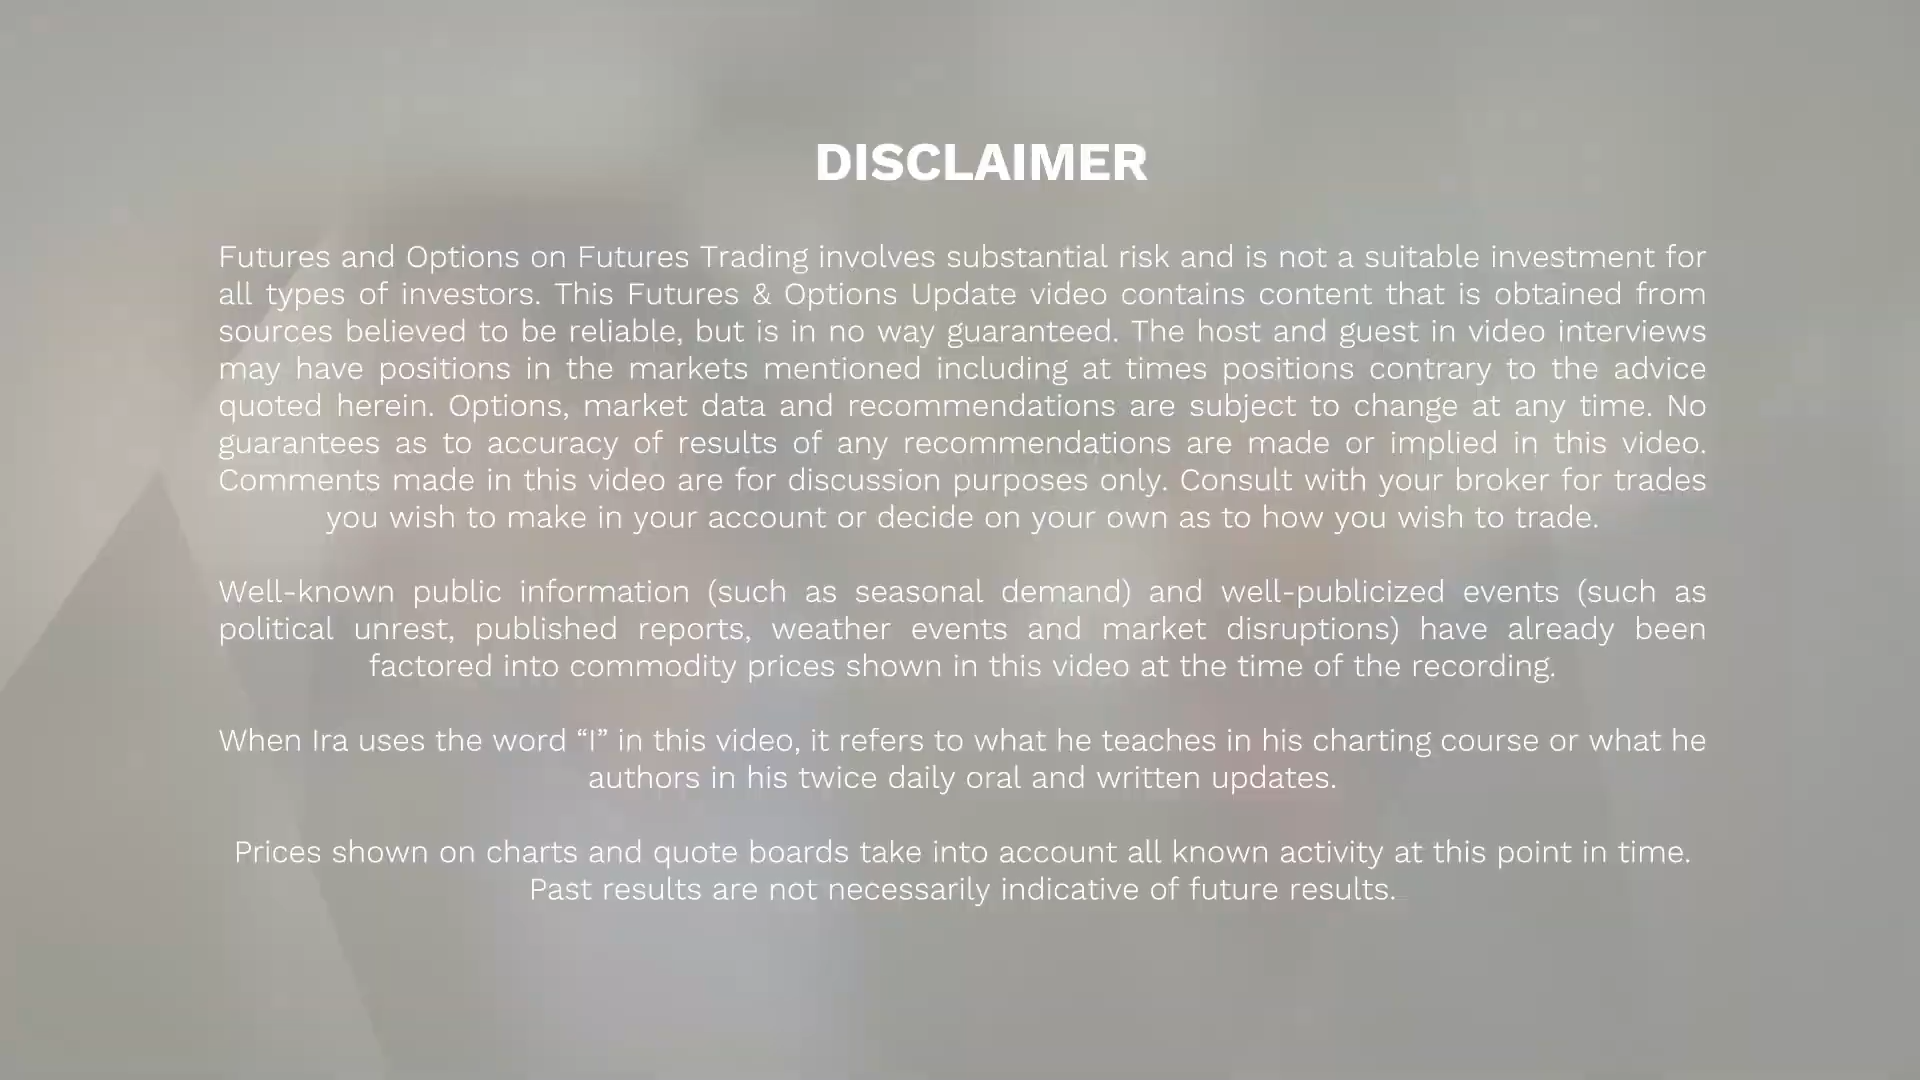 DISCLAIMER
Futures and Options on Futures Trading involves substantial risk and is not a suitable investment for
all types of investors. This Futures & Options Update video contains content that is obtained from
sources believed to be reliable, but is in no way guaranteed. The host and guest in video interviews
may have positions in the markets mentioned including at times positions contrary to the advice
quoted herein. Options, market data and recommendations are subject to change at any time. No
guarantees as to accuracy of results of any recommendations are made or implied in this video.
Comments made in this video are for discussion purposes only. Consult with your broker for trades
you wish to make in your account or decide on your own as to how you wish to trade.
Well-known public information (such as seasonal demand) and well-publicized events (such as
political unrest, published reports, weather events and market disruptions) have already been
factored into commodity prices shown in this video at the time of the recording.
When Ira uses the word “I” in this video, it refers to what he teaches in his charting course or what he
authors in his twice daily oral and written updates.
Prices shown on charts and quote boards take into account all known activity at this point in time.
Past results are not necessarily indicative of future results.